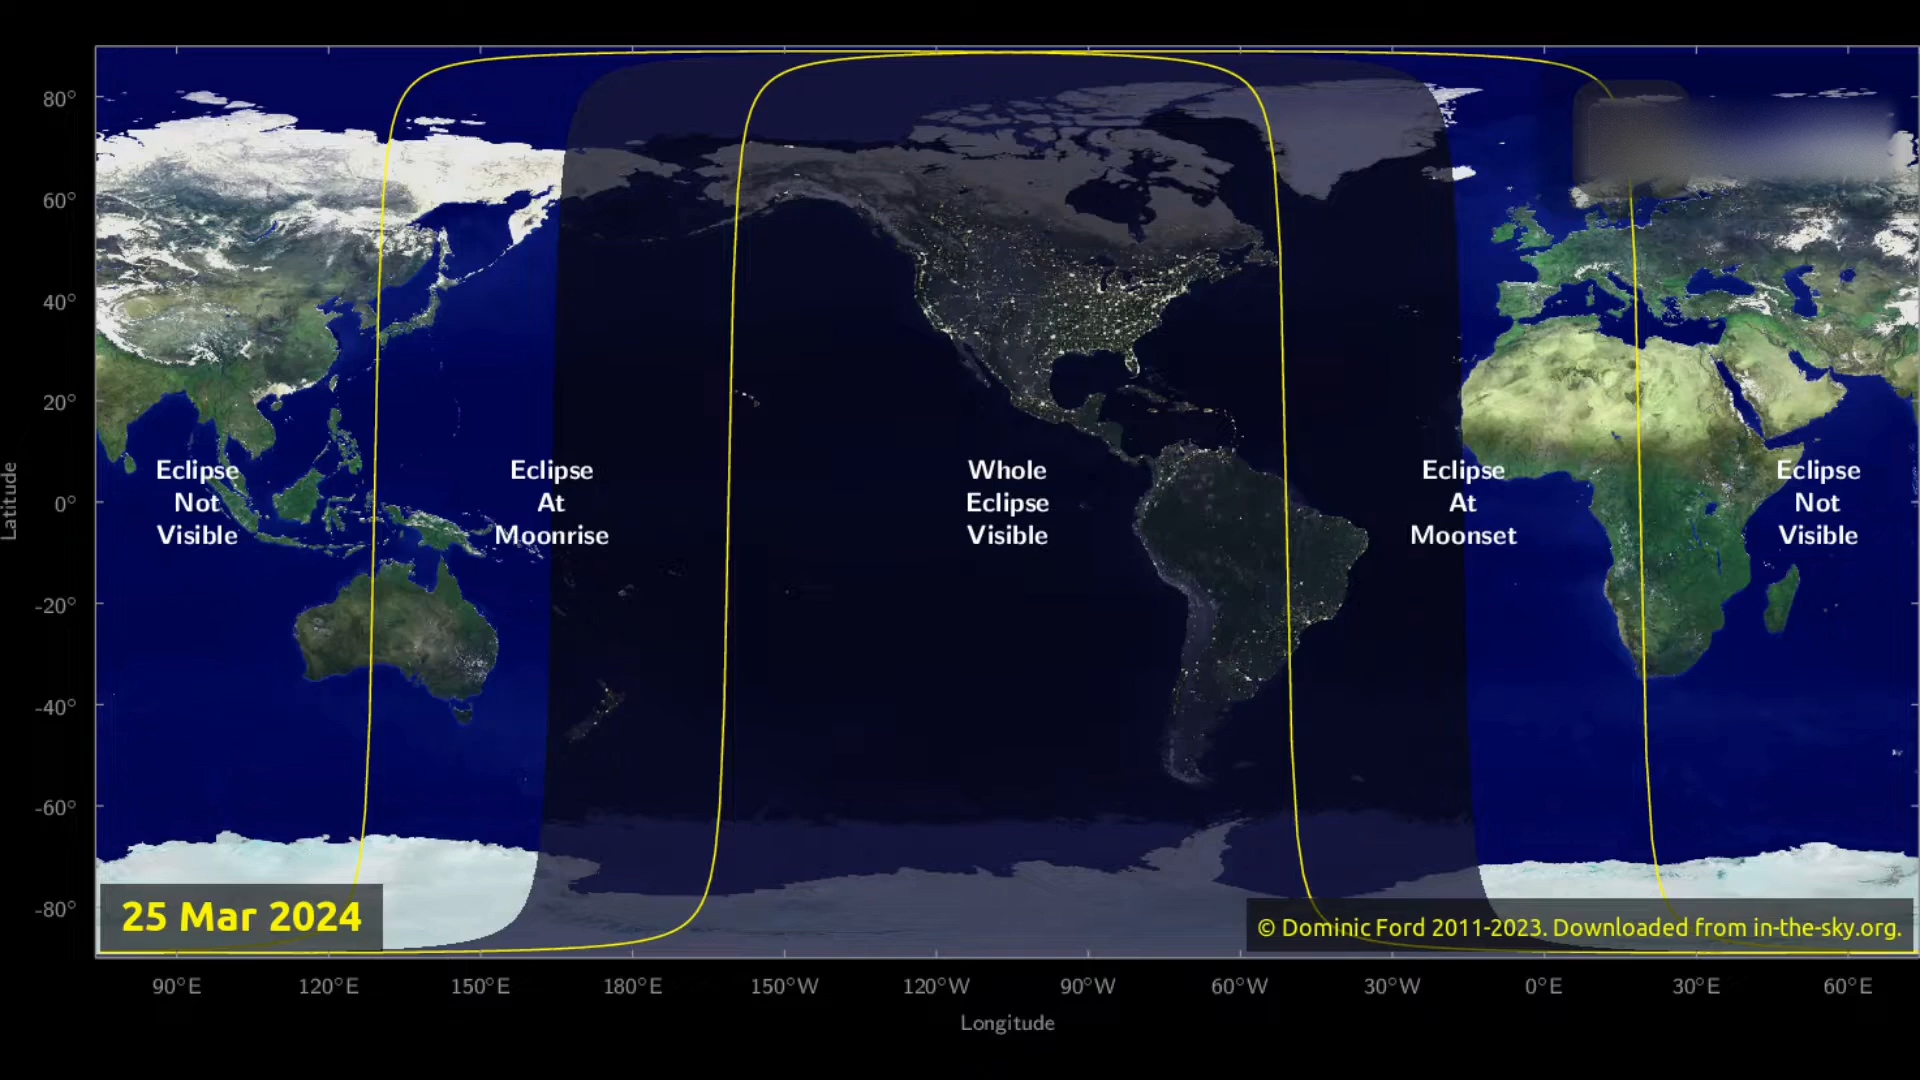 80°
60°
40°
20°
0°
-20°
-40°
-60°
-80°
Latitude
Eclipse
Not
Visible
Eclipse
At
Moonrise
Whole
Eclipse
Visible
Eclipse
At
Moonset
Eclipse
Not
Visible
25 Mar 2024
© Dominic Ford 2011-2023. Downloaded from in-the-sky.org.
90°E 120°E 150°E 180°E 150°W 120°W 90°W 60°W 30°W 0°E 30°E 60°E
Longitude